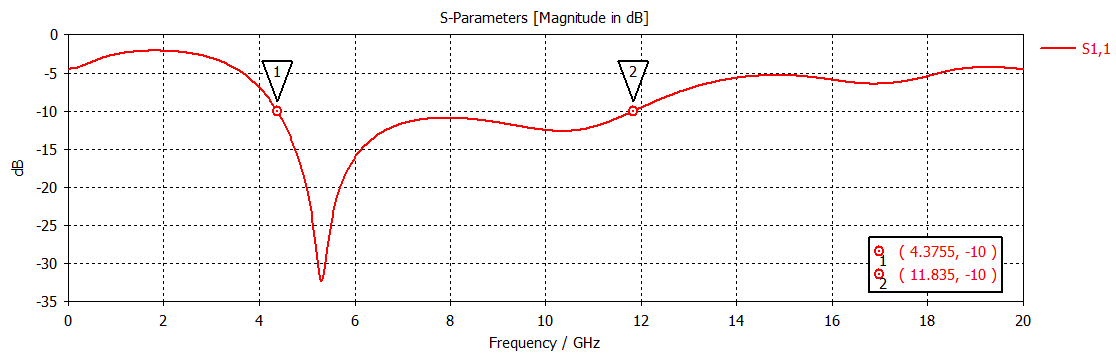 S-Parameters [Magnitude in dB]
S1,1
0
-5
-10
-15
-20
-25
-30
-35
dB
1
2
1 ( 4.3755, -10 )
2 ( 11.835, -10 )
0 2 4 6 8 10 12 14 16 18 20
Frequency / GHz